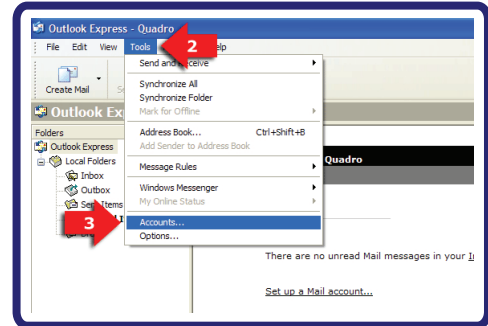 Outlook Express - Quadro
File Edit View Tools 2 elp
Send and Receive
Create Mail
Synchronize All
Synchronize Folder
Mark for Offline
Outlook Ex
Folders
Address Book... Ctrl+Shift+B
Add Sender to Address Book
Outlook Express
Local Folders
Quadro
Message Rules
Inbox
Outbox
Windows Messenger
My Online Status
Items
3
Accounts...
Options...
There are no unread Mail messages in your
Set up a Mail account...